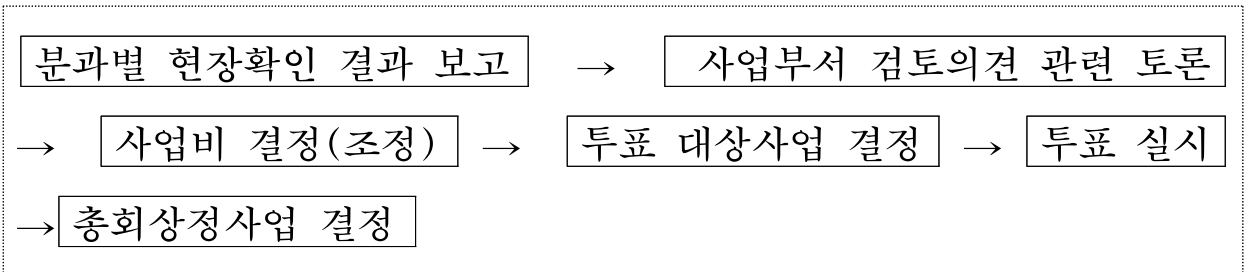 분과별 현장확인 결과 보고 → 사업부서 검토의견 관련 토론
→ 사업비 결정(조정) → 투표 대상사업 결정 → 투표 실시
→ 총회상정사업 결정